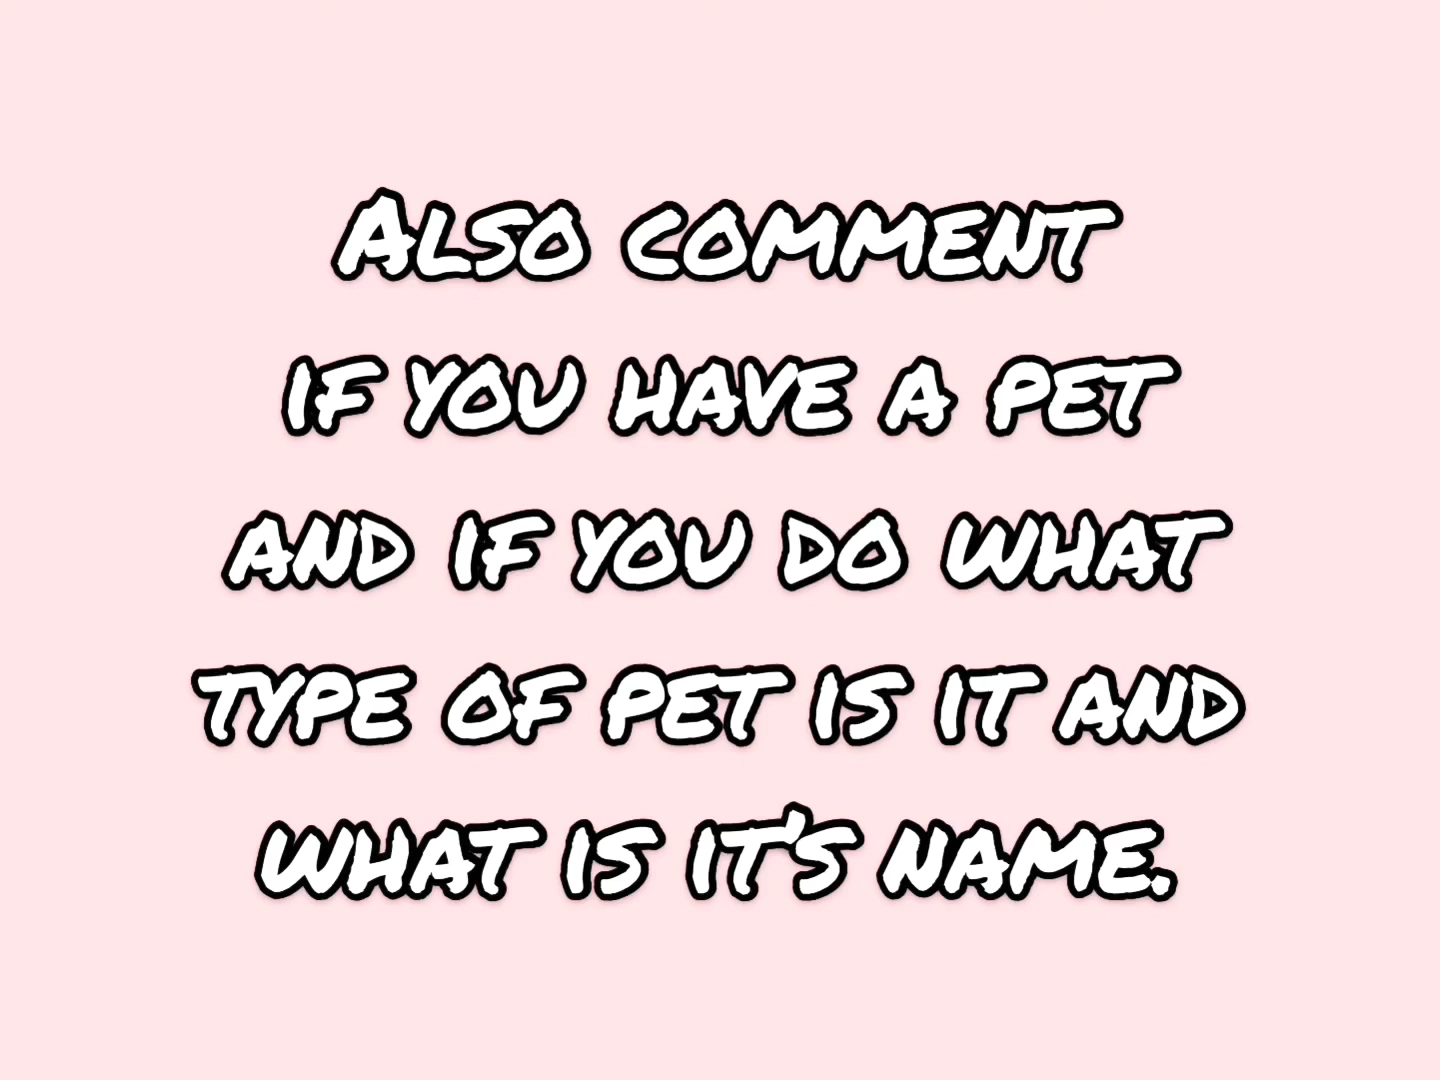 Also comment
if you have a pet
and if you do what
type of pet is it and
what is it's name.